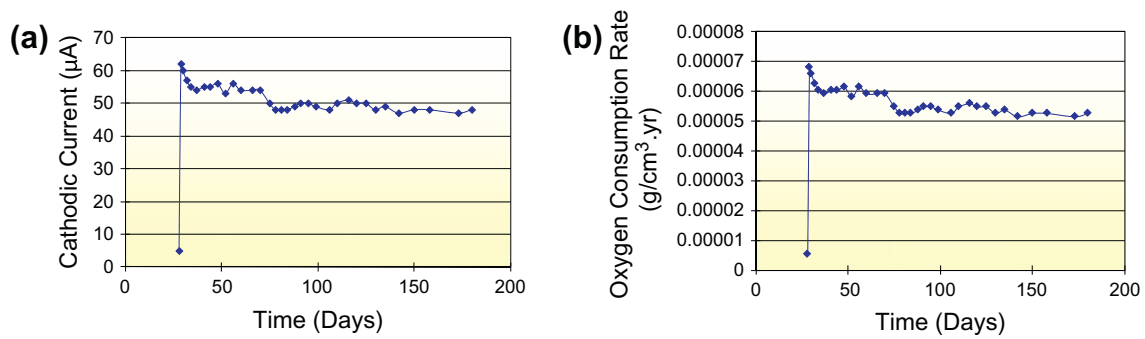 (a)
Cathodic Current (µA)
70
60
50
40
30
20
10
0
0 50 100 150 200
Time (Days)
(b)
Oxygen Consumption Rate
(g/cm³.yr)
0.00008
0.00007
0.00006
0.00005
0.00004
0.00003
0.00002
0.00001
0
0 50 100 150 200
Time (Days)